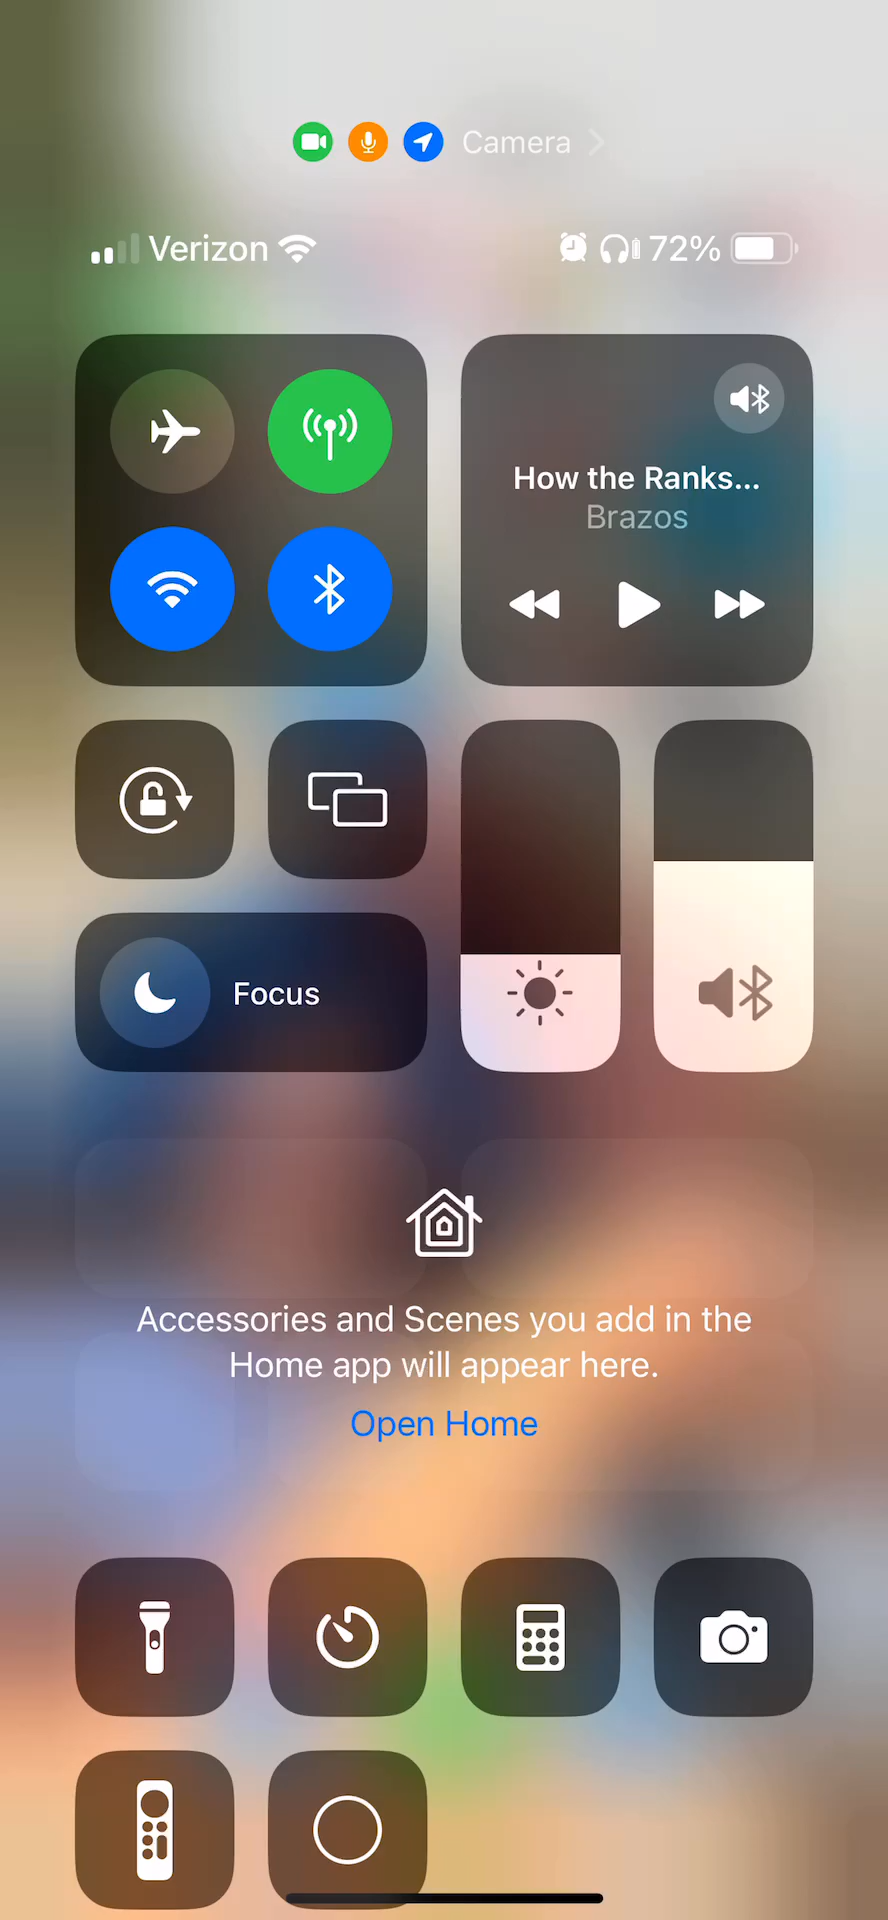 Camera
Verizon 72%
How the Ranks...
Brazos
Focus
Accessories and Scenes you add in the
Home app will appear here.
Open Home